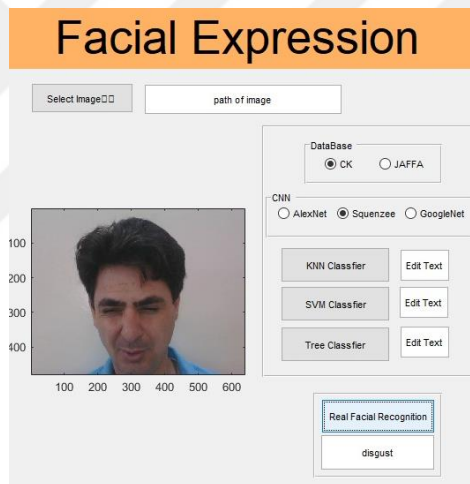 Facial Expression
Select Image
path of image
DataBase
CK
JAFFA
CNN
AlexNet
Squenzee
GoogleNet
KNN Classfier
Edit Text
SVM Classfier
Edit Text
Tree Classfier
Edit Text
100
200
300
400
100 200 300 400 500 600
Real Facial Recognition
disgust